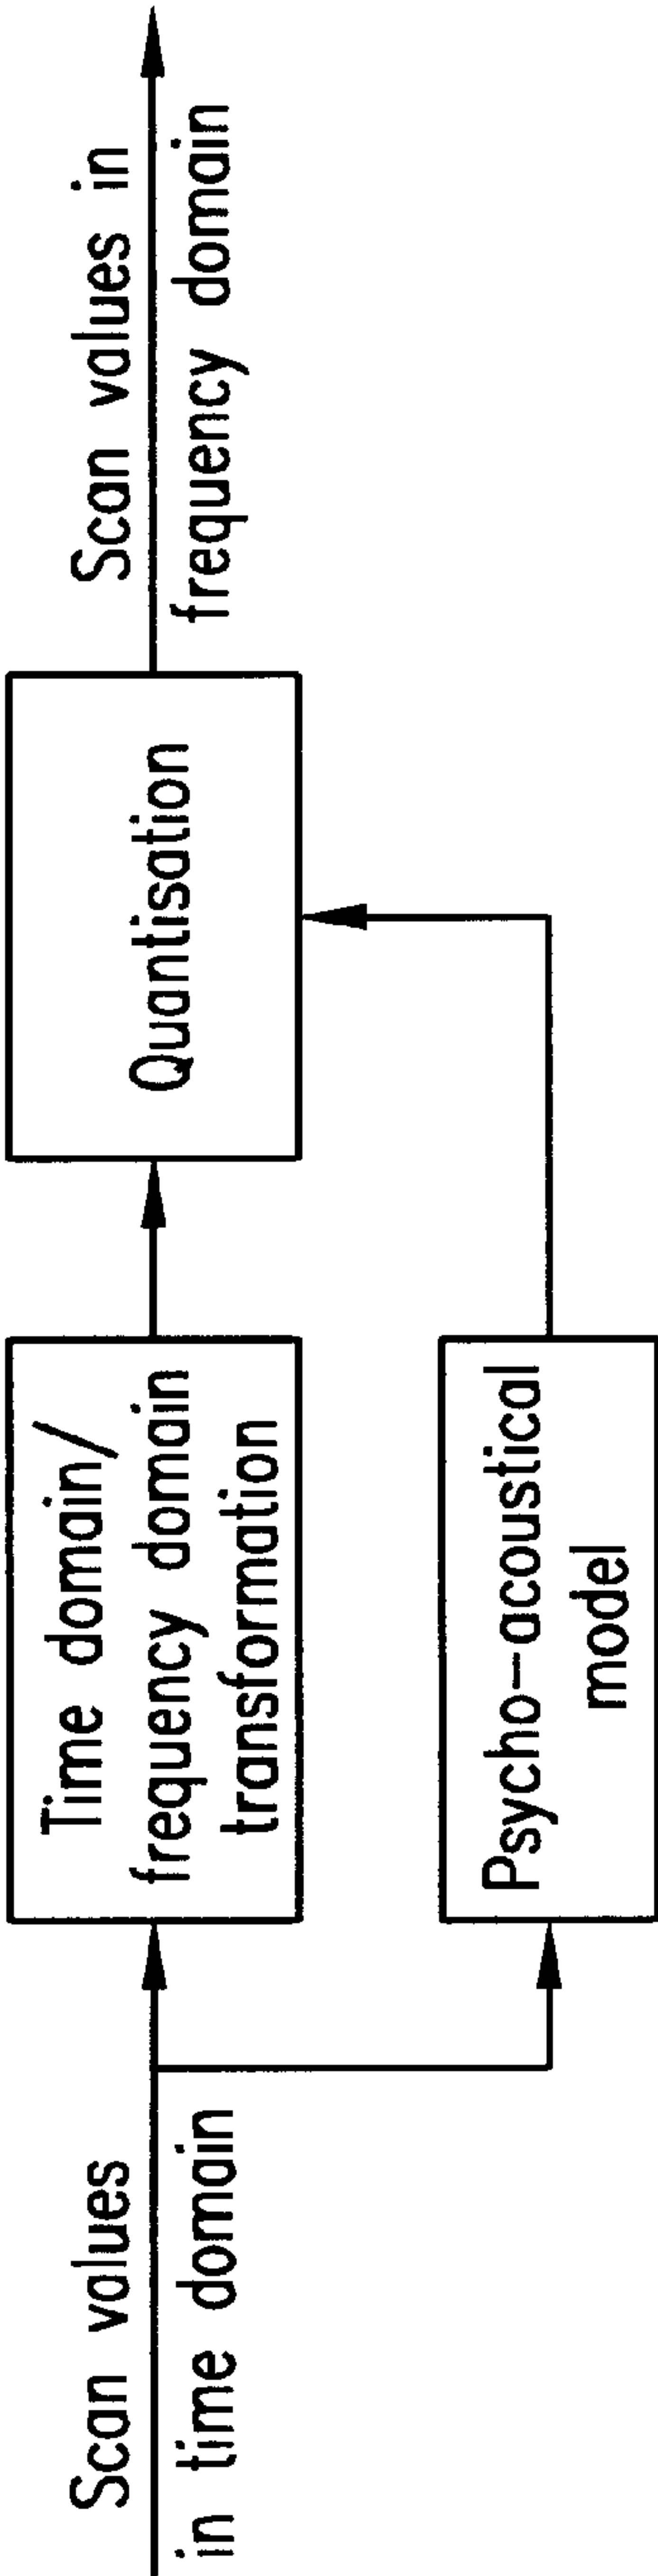 Scan values
in time domain
Time domain/
frequency domain
transformation
Psycho-acoustical
model
Quantisation
Scan values in
frequency domain